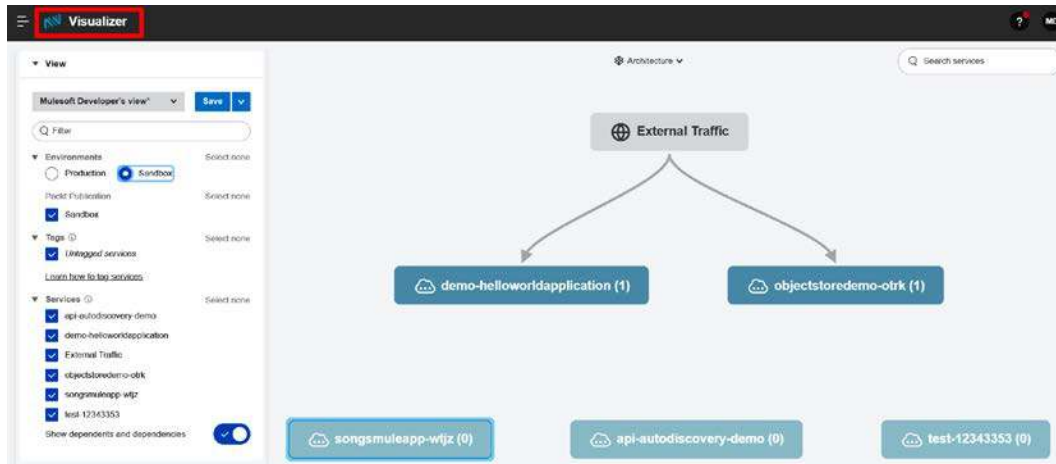 Visualizer
?
View
Architecture
Search services
Mulesoft Developer's view*
Save
Filter
Environments
Select none
Production
Sandbox
Packt Publication
Select none
Sandbox
Tags
Select none
Untagged services
Learn how to tag services
Services
Select none
api-autodiscovery-demo
demo-helloworldapplication
External Traffic
objectstoredemo-otrk
songsmuleapp-wtjz
test-12343353
Show dependents and dependencies
External Traffic
demo-helloworldapplication (1)
objectstoredemo-otrk (1)
songsmuleapp-wtjz (0)
api-autodiscovery-demo (0)
test-12343353 (0)